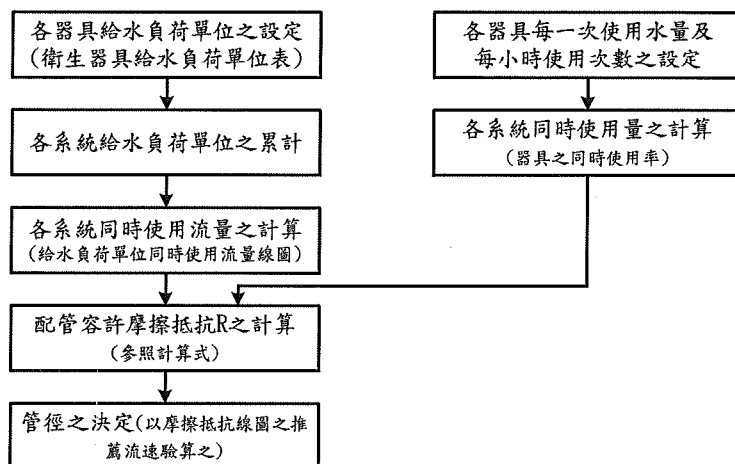 各器具給水負荷單位之設定
(衛生器具給水負荷單位表)
各系統給水負荷單位之累計
各系統同時使用流量之計算
(給水負荷單位同時使用流量線圖)
各器具每一次使用水量及
每小時使用次數之設定
各系統同時使用量之計算
(器具之同時使用率)
配管容許摩擦抵抗R之計算
(參照計算式)
管徑之決定(以摩擦抵抗線圖之推
薦流速驗算之)